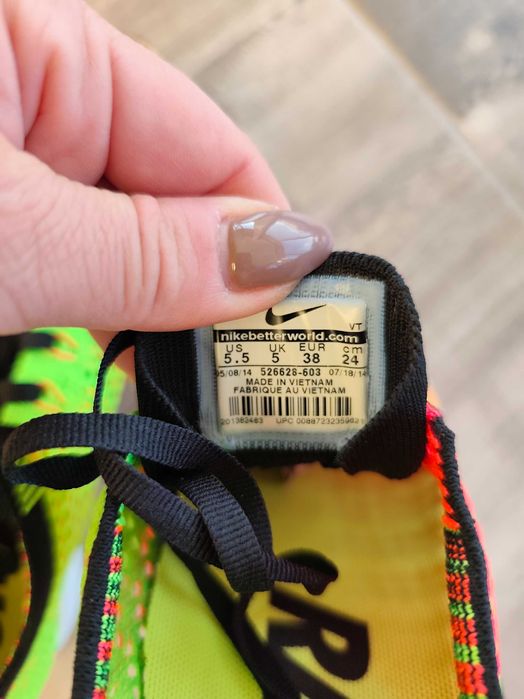 VT
nikebetterworld.com
US UK EUR cm
5.5 5 38 24
05/08/14 526628-603 07/18/14
MADE IN VIETNAM
FABRIQUE AU VIETNAM